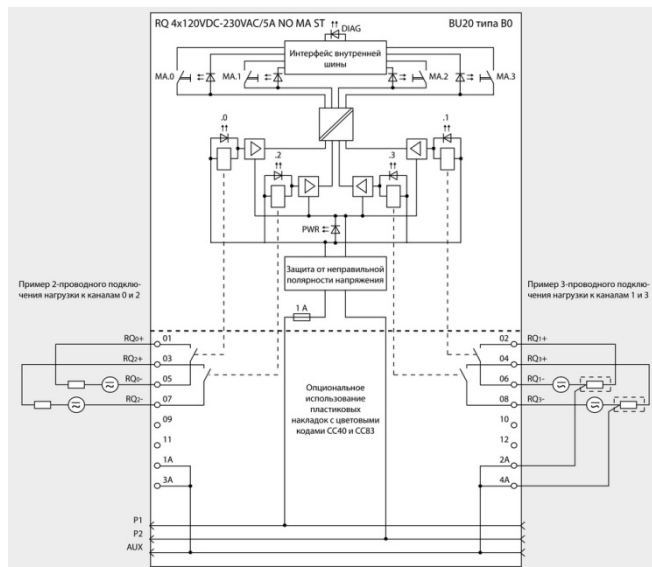 RQ 4x120VDC-230VAC/5A NO MA ST
BU20 типа B0
DIAG
Интерфейс внутренней
шины
MA.0
MA.1
MA.2
MA.3
.0
.1
.2
.3
PWR
Защита от неправильной
полярности напряжения
1 A
Пример 2-проводного подклю-
чения нагрузки к каналам 0 и 2
Пример 3-проводного подклю-
чения нагрузки к каналам 1 и 3
RQ0+ 01
RQ2+ 03
RQ0- 05
RQ2- 07
09
11
1A
3A
02 RQ1+
04 RQ3+
06 RQ1-
08 RQ3-
10
12
2A
4A
Опциональное
использование
пластиковых
накладок с цветовыми
кодами CC40 и CC83
P1
P2
AUX